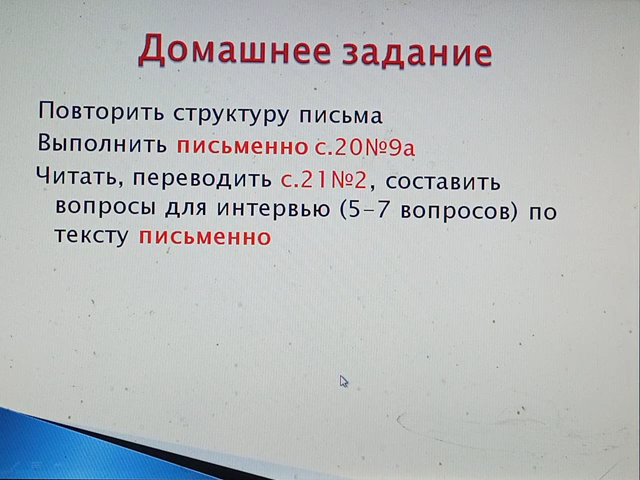 Домашнее задание
Повторить структуру письма
Выполнить письменно с.20№9а
Читать, переводить с.21№2, составить
вопросы для интервью (5-7 вопросов) по
тексту письменно